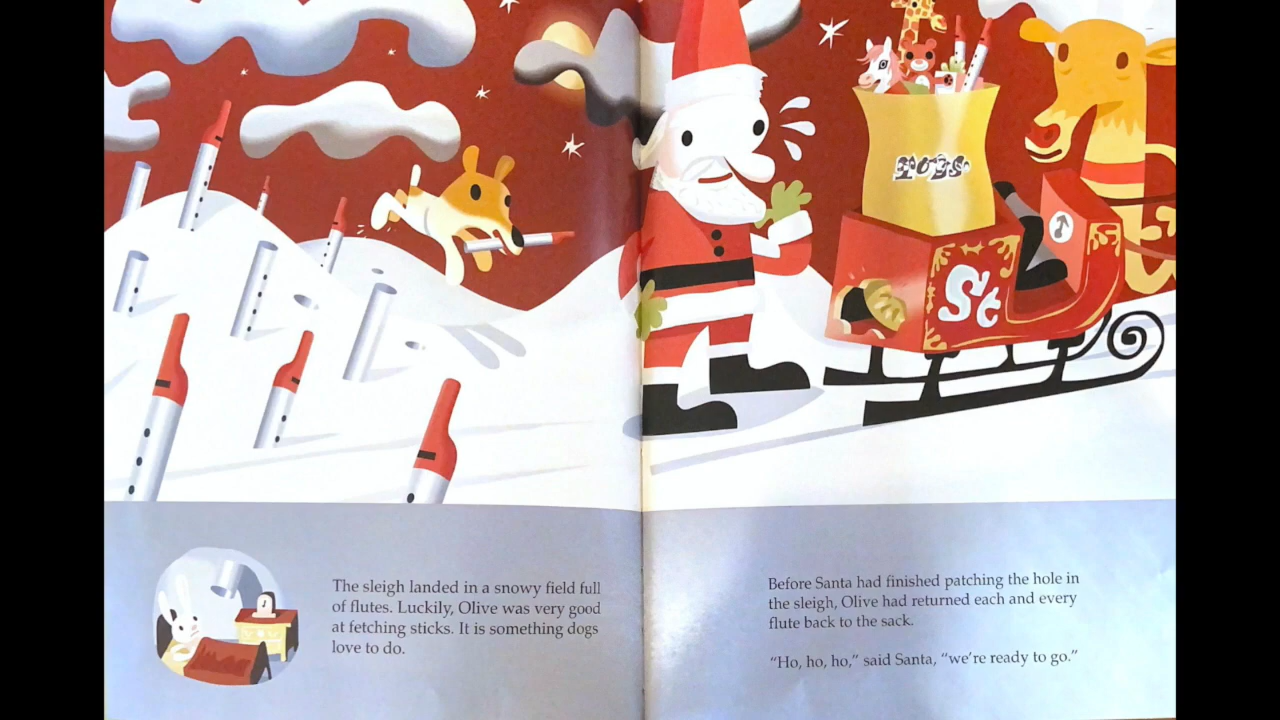 TOYS
St
The sleigh landed in a snowy field full
of flutes. Luckily, Olive was very good
at fetching sticks. It is something dogs
love to do.
Before Santa had finished patching the hole in
the sleigh, Olive had returned each and every
flute back to the sack.
“Ho, ho, ho,” said Santa, “we’re ready to go.”